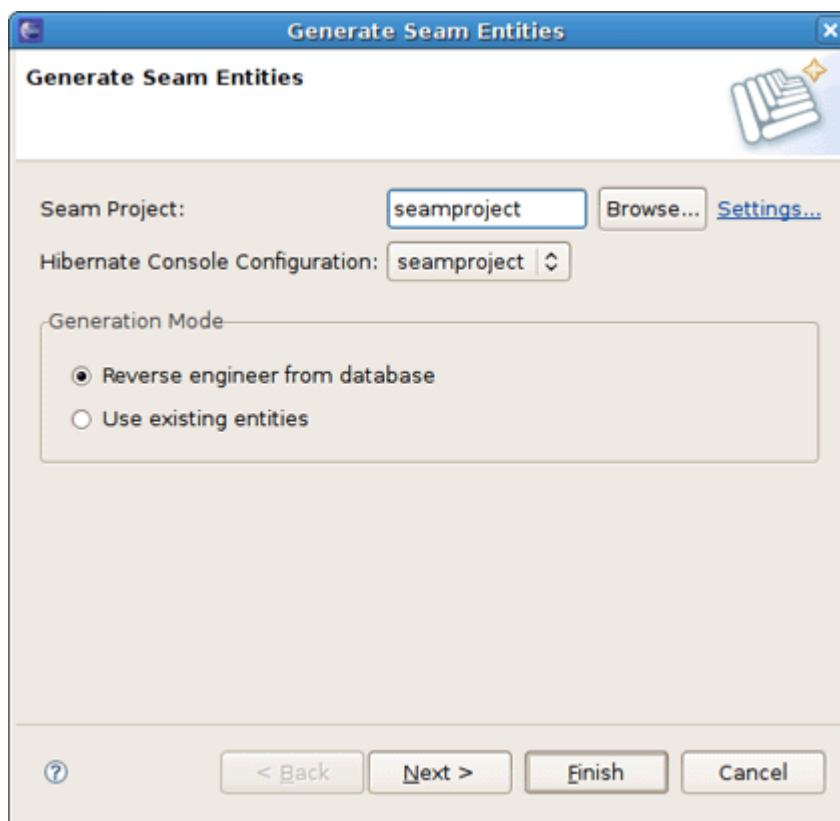 Generate Seam Entities
Generate Seam Entities
Seam Project: seamproject Browse... Settings...
Hibernate Console Configuration: seamproject
Generation Mode
Reverse engineer from database
Use existing entities
< Back Next > Finish Cancel